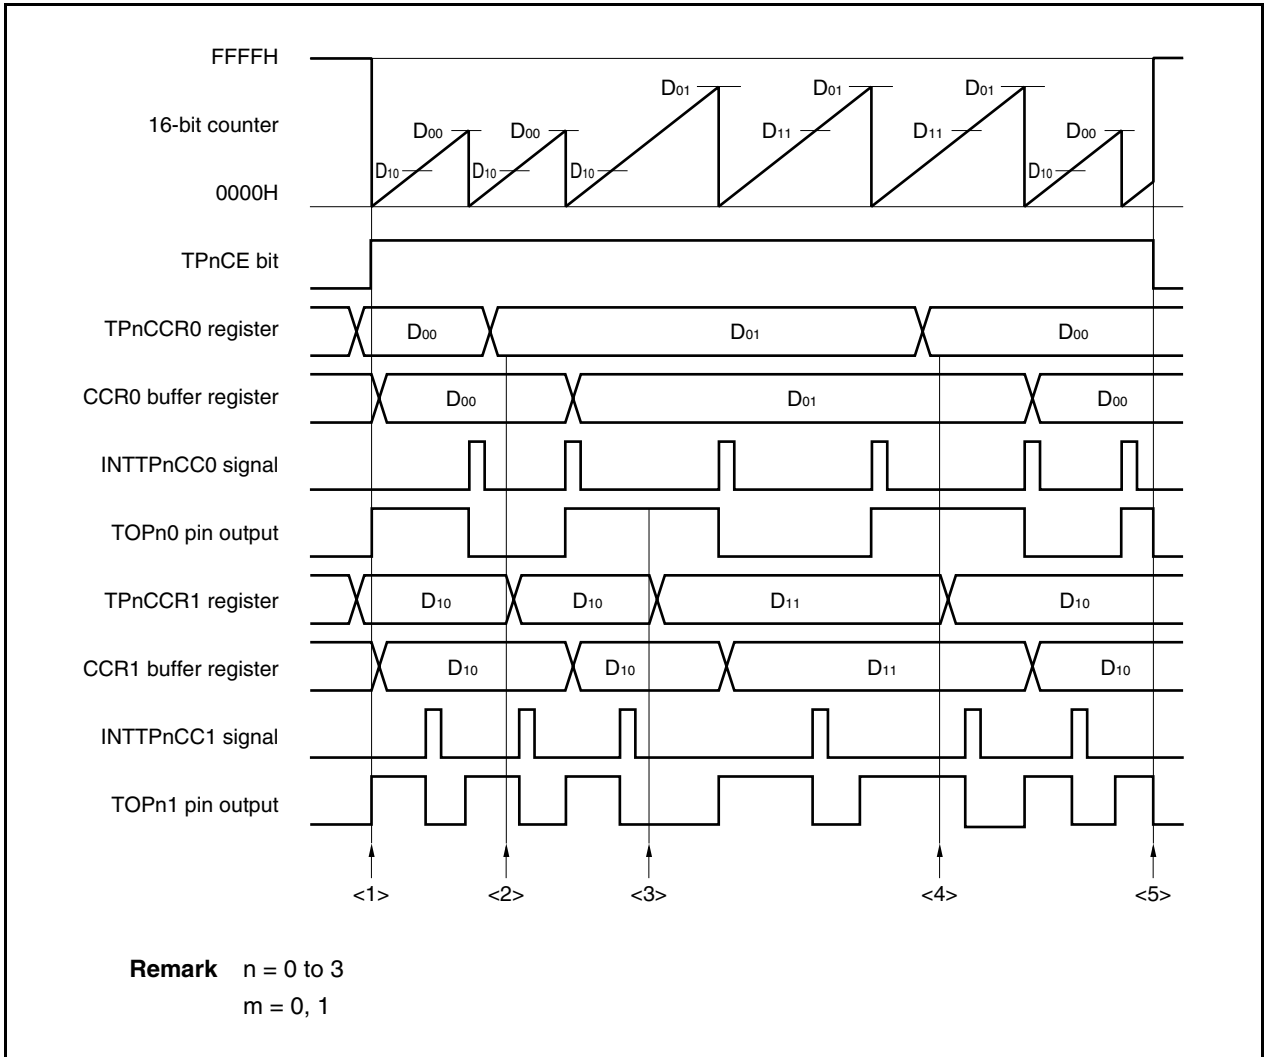 FFFFH
16-bit counter
0000H
D00 D00 D01 D01 D01 D00
D10 D10 D10 D11 D11 D10
TPnCE bit
TPnCCR0 register D00 D01 D00
CCR0 buffer register D00 D01 D00
INTTPnCC0 signal
TOPn0 pin output
TPnCCR1 register D10 D10 D11 D10
CCR1 buffer register D10 D10 D11 D10
INTTPnCC1 signal
TOPn1 pin output
<1> <2> <3> <4> <5>
Remark n = 0 to 3
m = 0, 1